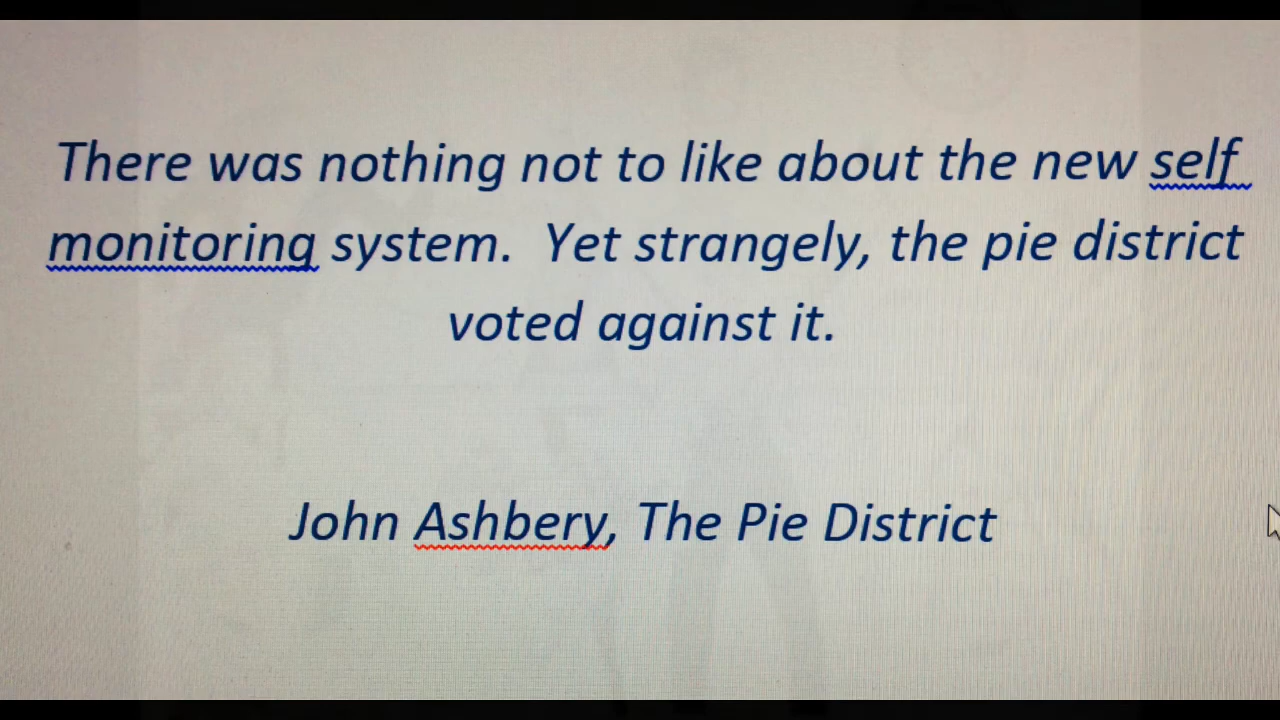 There was nothing not to like about the new self
monitoring system.  Yet strangely, the pie district
voted against it.
John Ashbery, The Pie District